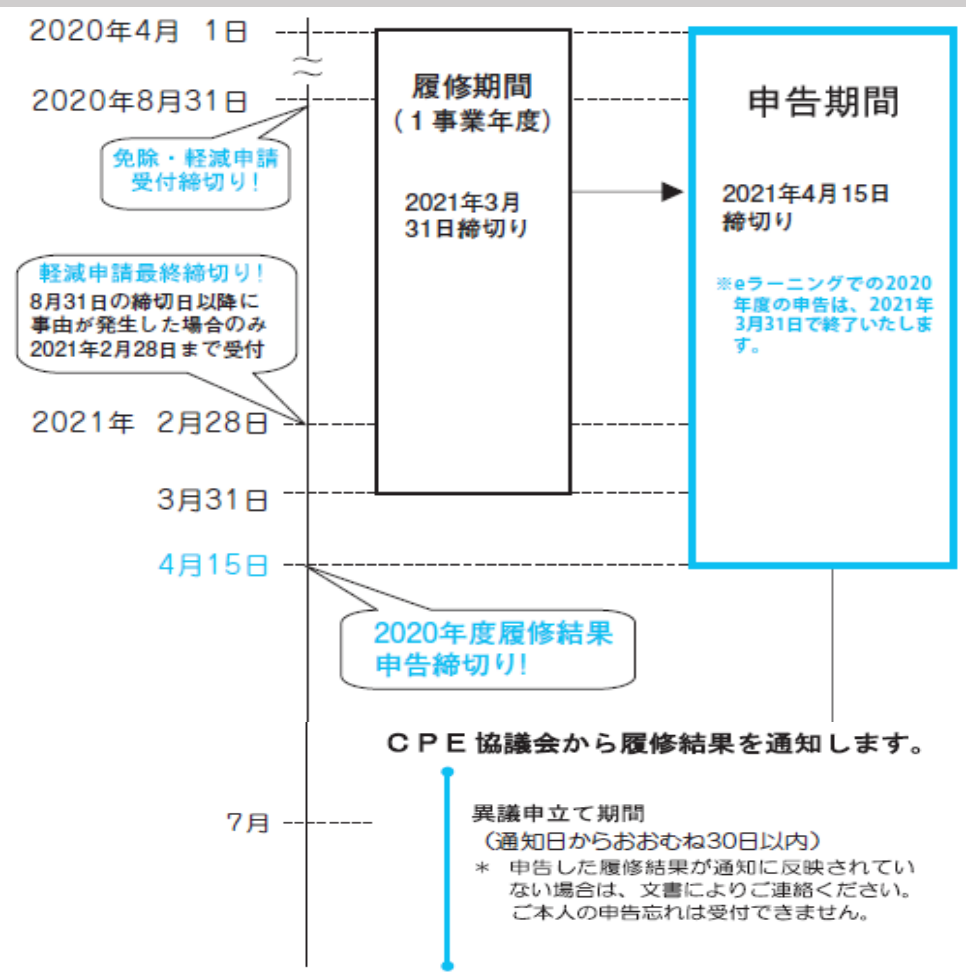 2020年4月 1日
2020年8月31日
免除・軽減申請
受付締切り！
軽減申請最終締切り！
8月31日の締切日以降に
事由が発生した場合のみ
2021年2月28日まで受付
2021年 2月28日
3月31日
4月15日
履修期間
（1事業年度）
2021年3月
31日締切り
申告期間
2021年4月15日
締切り
※eラーニングでの2020
年度の申告は、2021年
3月31日で終了いたしま
す。
2020年度履修結果
申告締切り！
CPE協議会から履修結果を通知します。
7月
異議申立て期間
（通知日からおおむね30日以内）
＊ 申告した履修結果が通知に反映されてい
ない場合は、文書によりご連絡ください。
ご本人の申告忘れは受付できません。